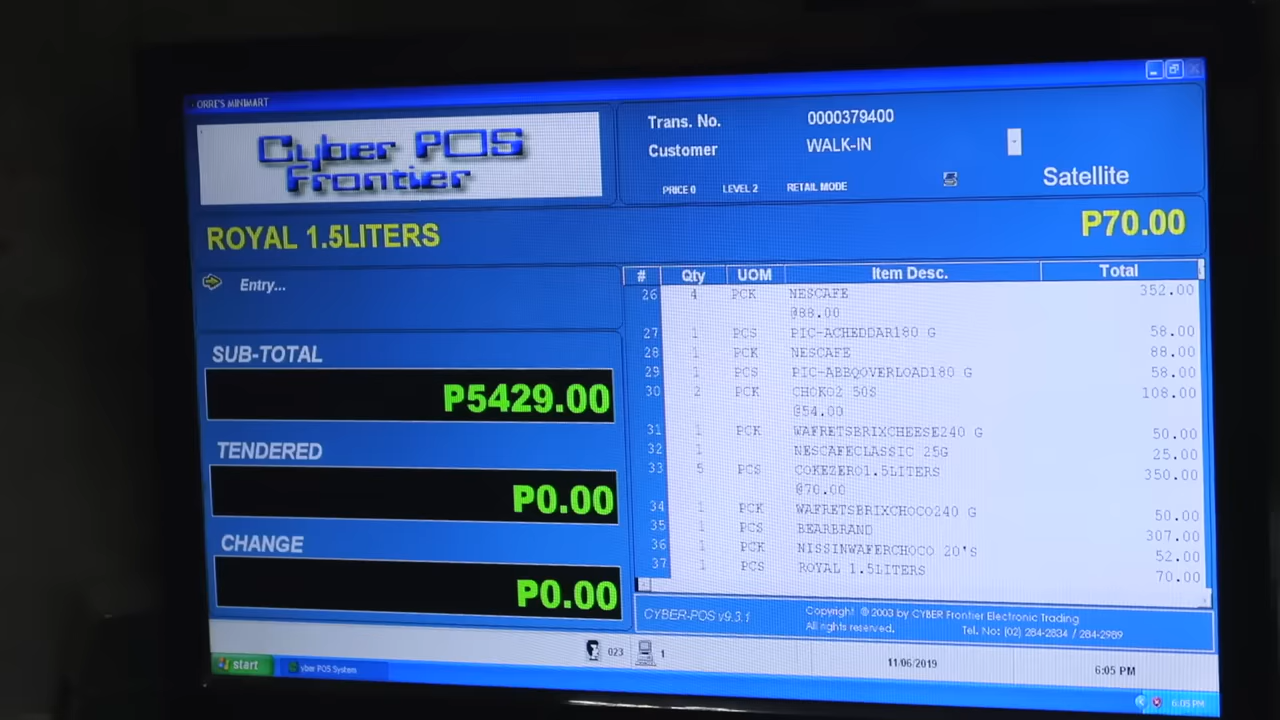 ORRE'S MINIMART
Cyber POS
Frontier
Trans. No. 0000379400
Customer WALK-IN
PRICE 0 LEVEL 2 RETAIL MODE
Satellite
ROYAL 1.5LITERS P70.00
Entry...
SUB-TOTAL
P5429.00
TENDERED
P0.00
CHANGE
P0.00
# Qty UOM Item Desc. Total
26 4 PCK NESCAFE 352.00
@88.00
27 1 PCS PIC-ACHEDDAR180 G 58.00
28 1 PCK NESCAFE 88.00
29 1 PCS PIC-ABBQOVERLOAD180 G 58.00
30 2 PCK CHOKO2 50S 108.00
@54.00
31 1 PCK WAFRETSBRIXCHEESE240 G 50.00
32 1 NESCAFECLASSIC 25G 25.00
33 5 PCS COKEZERO1.5LITERS 350.00
@70.00
34 1 PCK WAFRETSBRIXCHOCO240 G 50.00
35 1 PCS BEARBRAND 307.00
36 1 PCK NISSINWAFERCHOCO 20'S 52.00
37 1 PCS ROYAL 1.5LITERS 70.00
CYBER-POS v9.3.1
Copyright © 2003 by CYBER Frontier Electronic Trading
All rights reserved. Tel. No: (02) 284-2834 / 284-2989
023 1 11/06/2019 6:05 PM
start yber POS System 6:05 PM